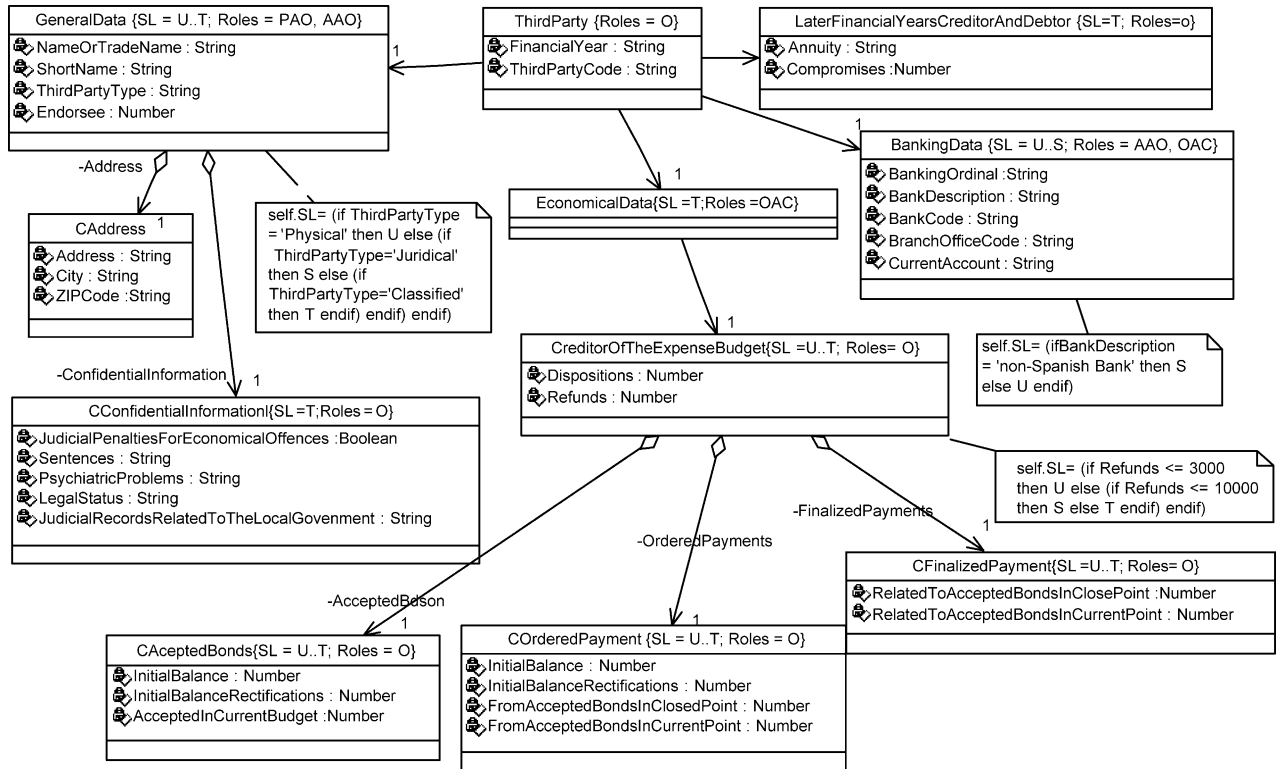 GeneralData {SL = U..T; Roles = PAO, AAO}
NameOrTradeName : String
ShortName : String
ThirdPartyType : String
Endorsee : Number
ThirdParty {Roles = O}
FinancialYear : String
ThirdPartyCode : String
LaterFinancialYearsCreditorAndDebtor {SL=T; Roles=o}
Annuity : String
Compromises :Number
1
1
BankingData {SL = U..S; Roles = AAO, OAC}
BankingOrdinal :String
BankDescription : String
BankCode : String
BranchOfficeCode : String
CurrentAccount : String
-Address
1
CAddress
Address : String
City : String
ZIPCode :String
self.SL= (if ThirdPartyType
= 'Physical' then U else (if
ThirdPartyType='Juridical'
then S else (if
ThirdPartyType='Classified'
then T endif) endif) endif)
1
EconomicalData{SL =T;Roles =OAC}
self.SL= (ifBankDescription
= 'non-Spanish Bank' then S
else U endif)
1
CreditorOfTheExpenseBudget{SL =U..T; Roles= O}
Dispositions : Number
Refunds : Number
-ConfidentialInformation
1
CConfidentialInformationl{SL =T;Roles = O}
JudicialPenaltiesForEconomicalOffences :Boolean
Sentences : String
PsychiatricProblems : String
LegalStatus : String
JudicialRecordsRelatedToTheLocalGovenment : String
self.SL= (if Refunds <= 3000
then U else (if Refunds <= 10000
then S else T endif) endif)
-FinalizedPayments
1
-OrderedPayments
1
-AcceptedBdson
1
CFinalizedPayment{SL =U..T; Roles= O}
RelatedToAcceptedBondsInClosePoint :Number
RelatedToAcceptedBondsInCurrentPoint : Number
CAceptedBonds{SL = U..T; Roles = O}
InitialBalance : Number
InitialBalanceRectifications : Number
AcceptedInCurrentBudget :Number
COrderedPayment {SL = U..T; Roles = O}
InitialBalance : Number
InitialBalanceRectifications : Number
FromAcceptedBondsInClosedPoint : Number
FromAcceptedBondsInCurrentPoint : Number